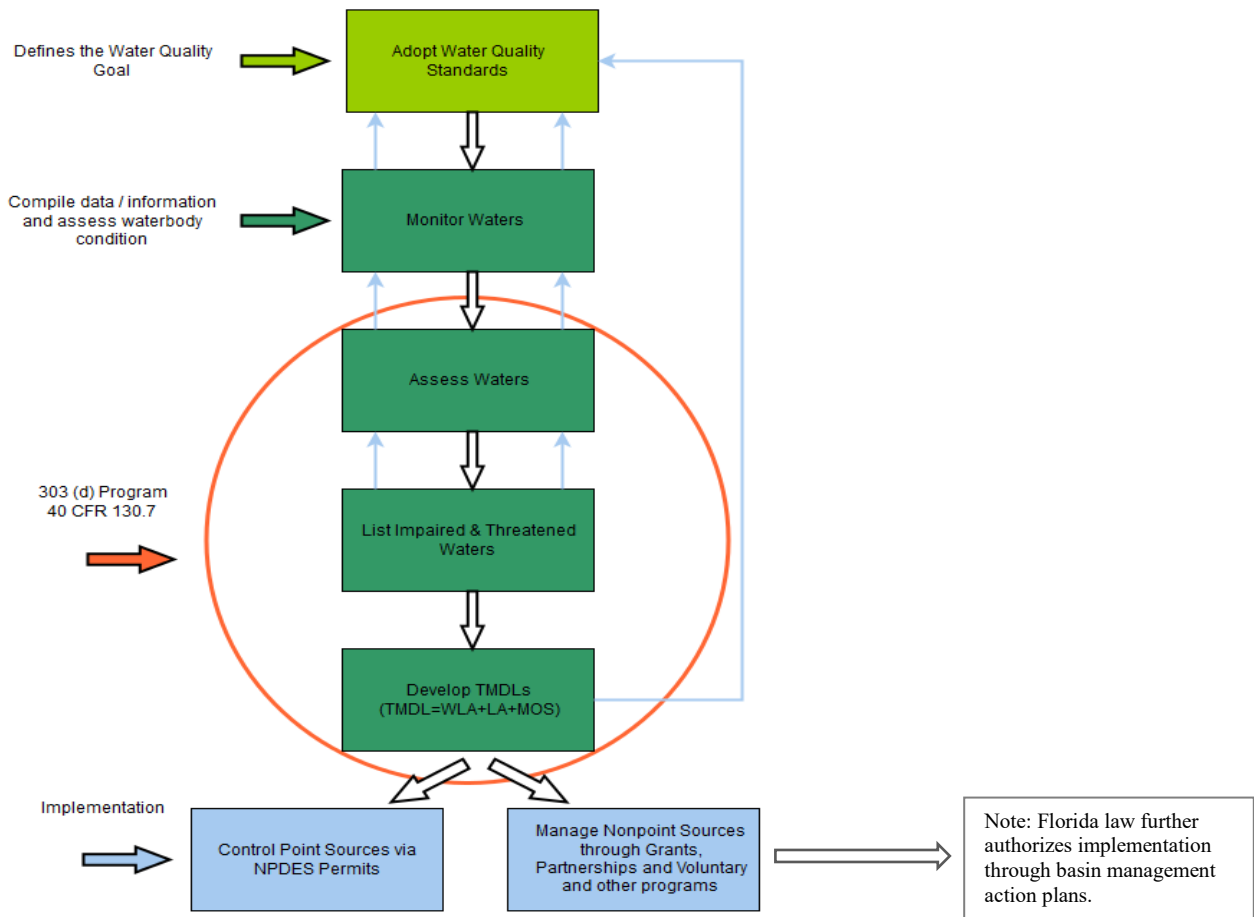 Defines the Water Quality
Goal
Adopt Water Quality
Standards
Compile data / information
and assess waterbody
condition
Monitor Waters
Assess Waters
303 (d) Program
40 CFR 130.7
List Impaired & Threatened
Waters
Develop TMDLs
(TMDL=WLA+LA+MOS)
Implementation
Control Point Sources via
NPDES Permits
Manage Nonpoint Sources
through Grants,
Partnerships and Voluntary
and other programs
Note: Florida law further
authorizes implementation
through basin management
action plans.